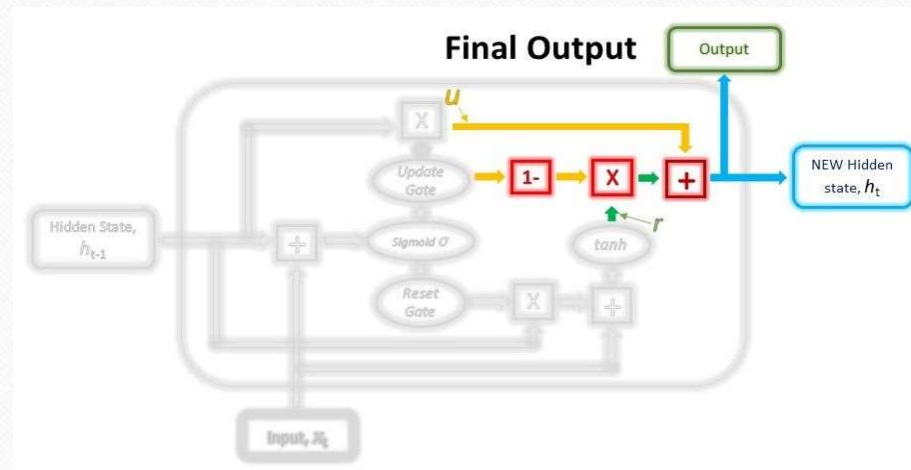 Final Output
Output
u
X
Update
Gate
1-
X
+
NEW Hidden
state, hₜ
r
Hidden State,
hₜ₋₁
+
Sigmoid σ
tanh
Reset
Gate
X
+
Input, Xₜ